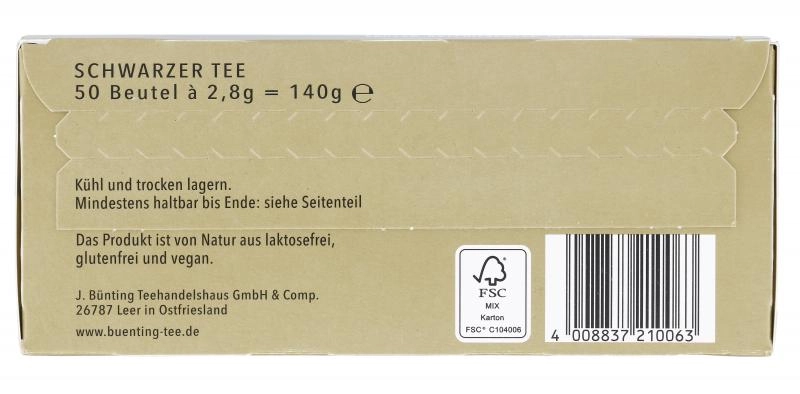 SCHWARZER TEE
50 Beutel à 2,8g = 140g ℮
Kühl und trocken lagern.
Mindestens haltbar bis Ende: siehe Seitenteil
Das Produkt ist von Natur aus laktosefrei,
glutenfrei und vegan.
J. Bünting Teehandelshaus GmbH & Comp.
26787 Leer in Ostfriesland
www.buenting-tee.de
FSC
MIX
Karton
FSC® C104006
4 008837 210063